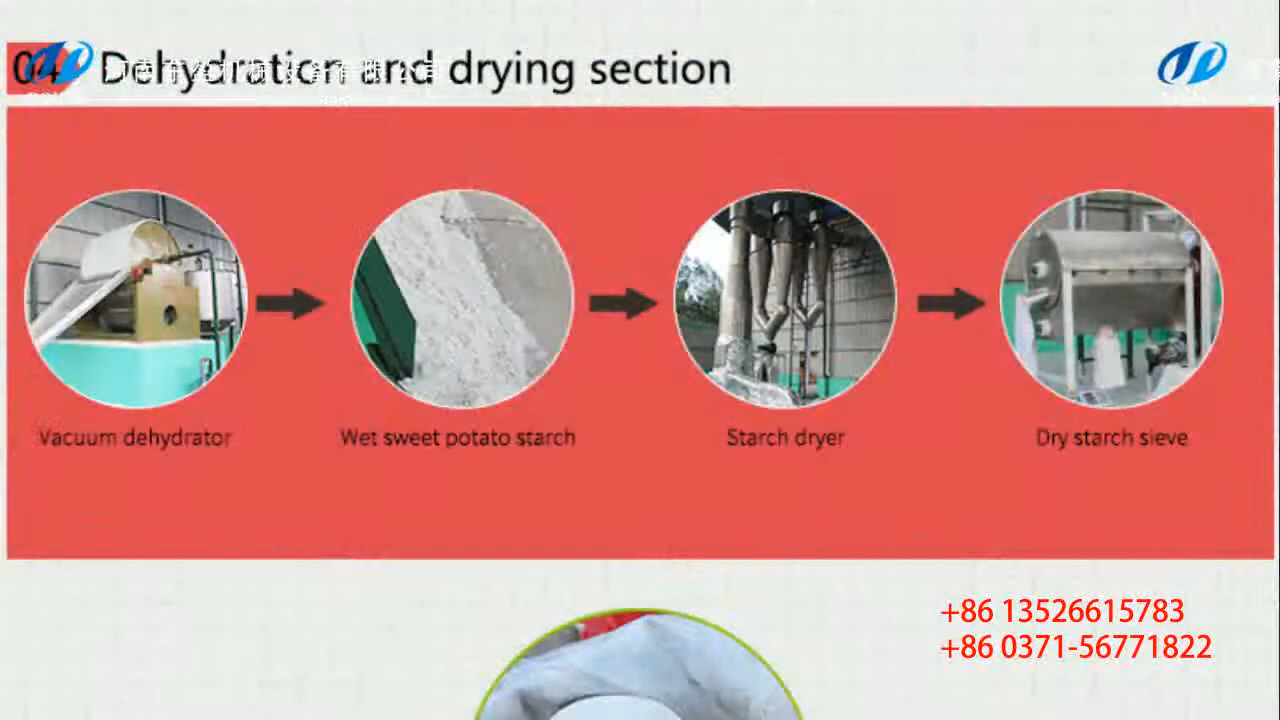 04 Dehydration and drying section
Vacuum dehydrator
Wet sweet potato starch
Starch dryer
Dry starch sieve
+86 13526615783
+86 0371-56771822